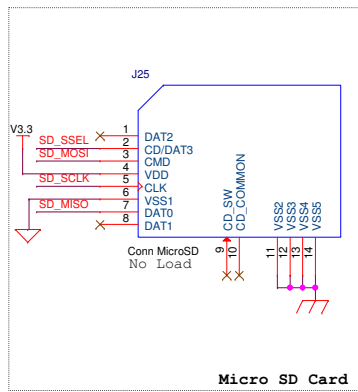 J25
V3.3
1 DAT2
SD_SSEL 2 CD/DAT3
SD_MOSI 3 CMD
4 VDD
SD_SCLK 5 CLK
6 VSS1
SD_MISO 7 DAT0
8 DAT1
CD_SW
CD_COMMON
VSS2
VSS3
VSS4
VSS5
9
10
11
12
13
14
Conn MicroSD
No Load
Micro SD Card